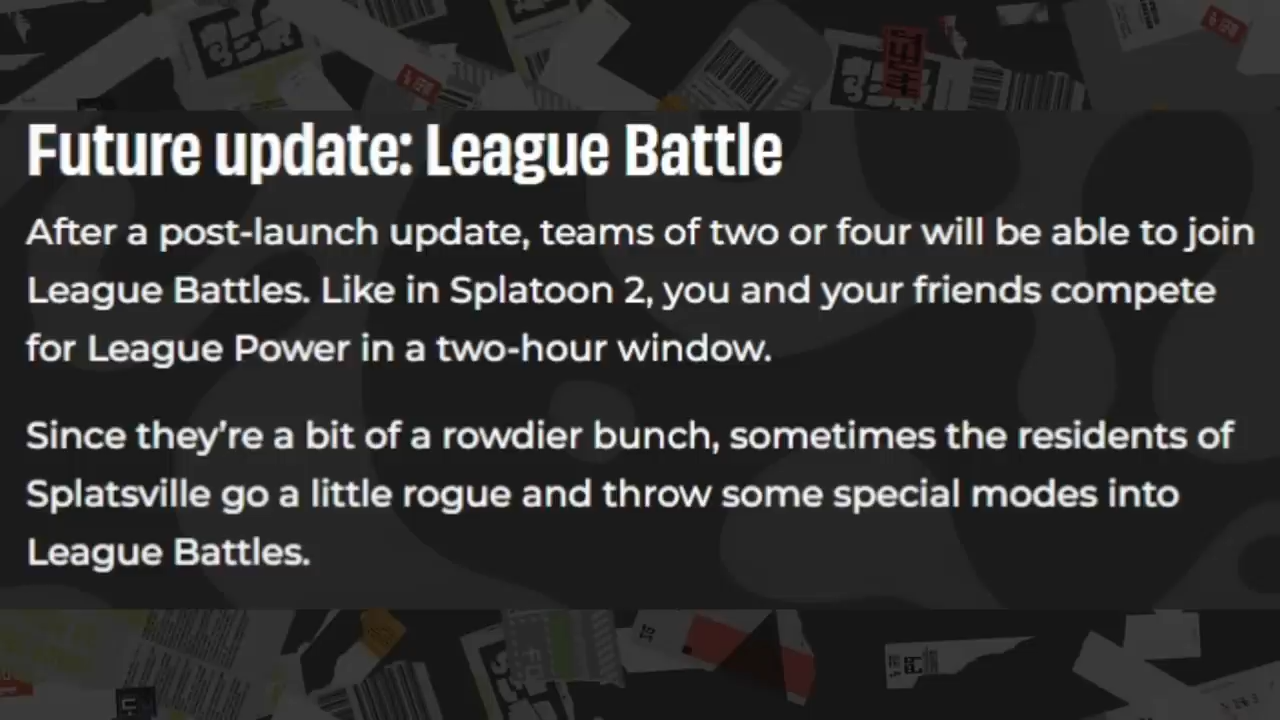 Future update: League Battle
After a post-launch update, teams of two or four will be able to join
League Battles. Like in Splatoon 2, you and your friends compete
for League Power in a two-hour window.
Since they're a bit of a rowdier bunch, sometimes the residents of
Splatsville go a little rogue and throw some special modes into
League Battles.